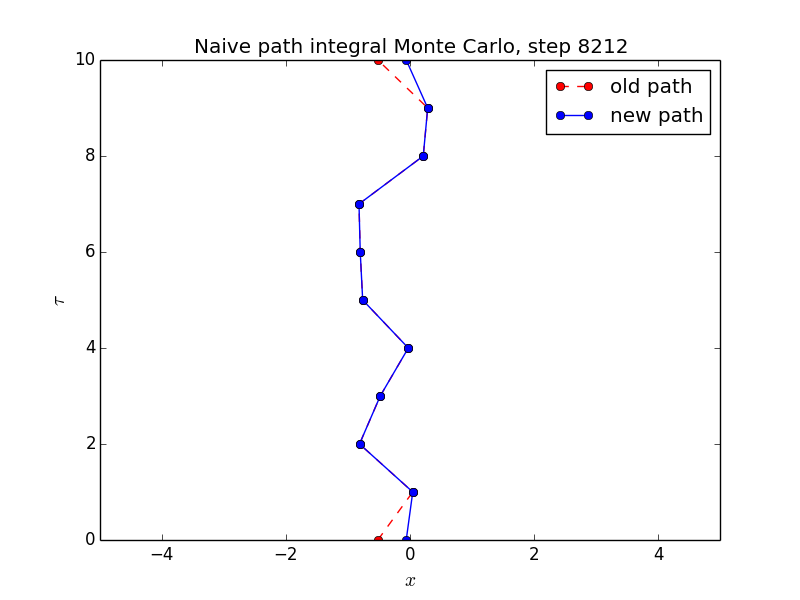 Naive path integral Monte Carlo, step 8212
old path
new path
10
8
6
4
2
0
τ
−4 −2 0 2 4
x